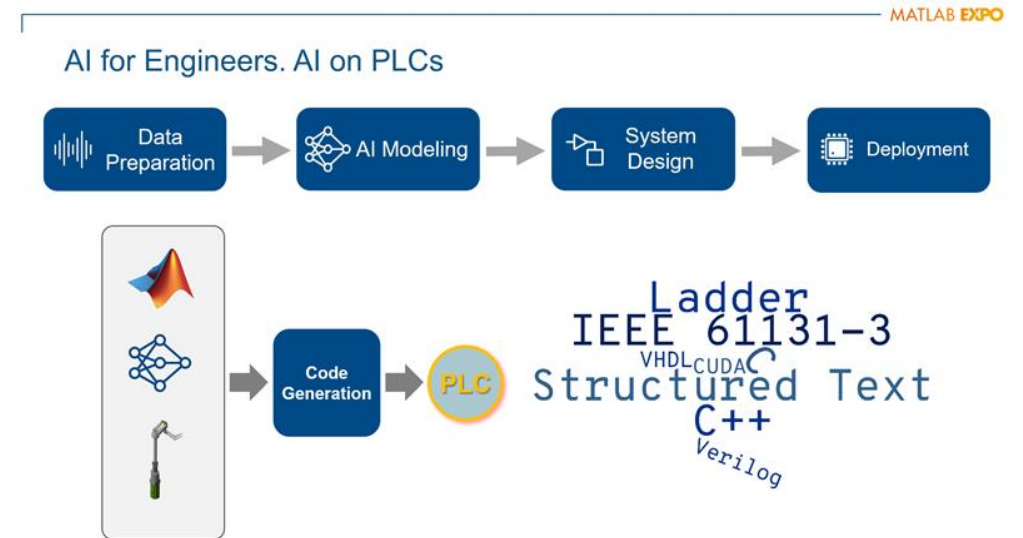 MATLAB EXPO
AI for Engineers. AI on PLCs
Data
Preparation
AI Modeling
System
Design
Deployment
Code
Generation
PLC
Ladder
IEEE 61131-3
VHDL CUDA C
Structured Text
C++
Verilog